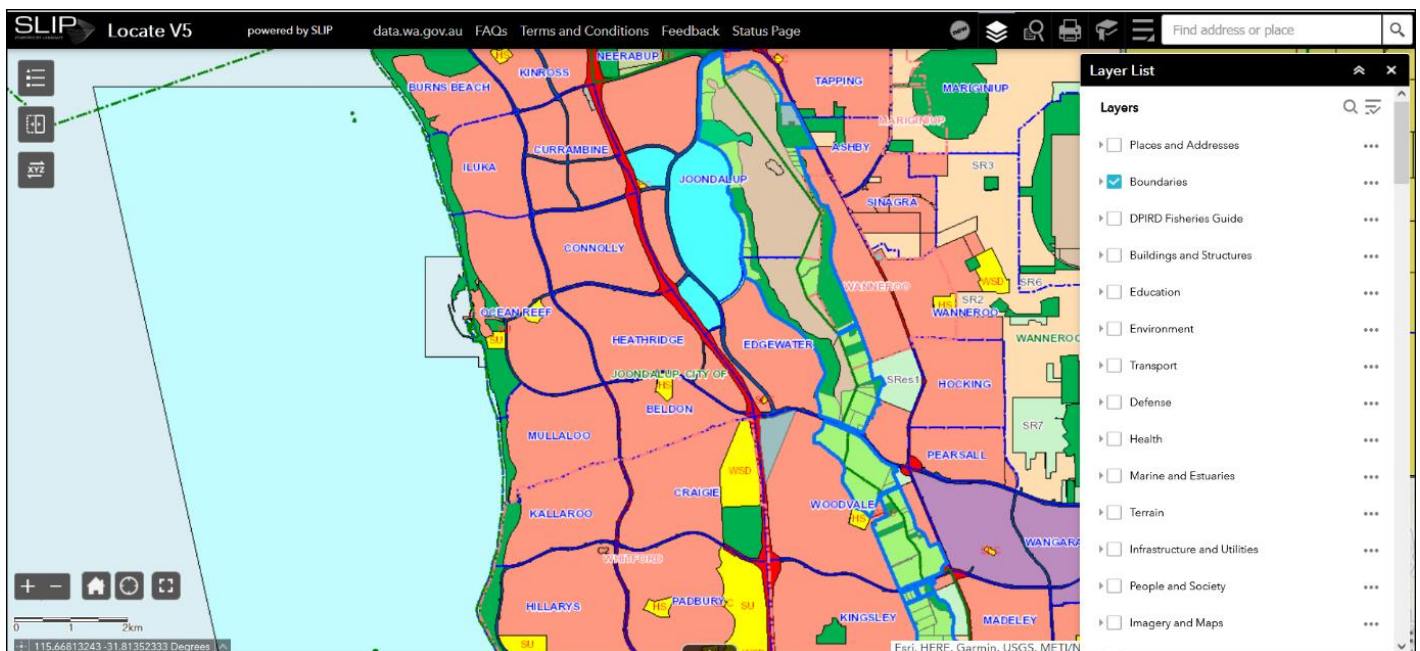 SLIP
Locate V5
powered by SLIP
data.wa.gov.au FAQs Terms and Conditions Feedback Status Page
new
Find address or place
Layer List
Layers
Places and Addresses
Boundaries
DPIRD Fisheries Guide
Buildings and Structures
Education
Environment
Transport
Defense
Health
Marine and Estuaries
Terrain
Infrastructure and Utilities
People and Society
Imagery and Maps
XYZ
HS
NEERABUP
KINROSS
BURNS BEACH
TAPPING
MARIGINIUP
MARIGINIUP
ASHBY
CURRAMBINE
ILUKA
JOONDALUP
SR3
SINAGRA
CONNOLLY
WANNEROO
WSD
SR6
HS
SR2
WANNEROO
OCEAN REEF
SU
HEATHRIDGE
EDGEWATER
WANNEROO
JOONDALUP, CITY OF
HS
SRes1
HOCKING
BELDON
SR7
MULLALOO
PEARSALL
WSD
CRAIGIE
WOODVALE
HS
KALLAROO
WANGARA
C2
WHITFORD
HILLARYS
HS
PADBURY
SU
KINGSLEY
MADELEY
SU
0 1 2km
115.66813243 -31.81352333 Degrees
Esri, HERE, Garmin, USGS, METI/N